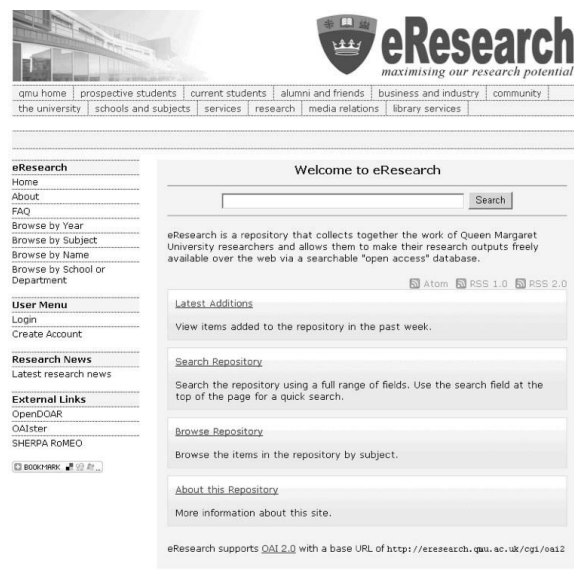 eResearch
maximising our research potential
qmu home prospective students current students alumni and friends business and industry community
the university schools and subjects services research media relations library services
eResearch
Home
About
FAQ
Browse by Year
Browse by Subject
Browse by Name
Browse by School or
Department
User Menu
Login
Create Account
Research News
Latest research news
External Links
OpenDOAR
OAIster
SHERPA RoMEO
BOOKMARK
Welcome to eResearch
Search
eResearch is a repository that collects together the work of Queen Margaret
University researchers and allows them to make their research outputs freely
available over the web via a searchable "open access" database.
Atom RSS 1.0 RSS 2.0
Latest Additions
View items added to the repository in the past week.
Search Repository
Search the repository using a full range of fields. Use the search field at the
top of the page for a quick search.
Browse Repository
Browse the items in the repository by subject.
About this Repository
More information about this site.
eResearch supports OAI 2.0 with a base URL of http://eresearch.qmu.ac.uk/cgi/oai2